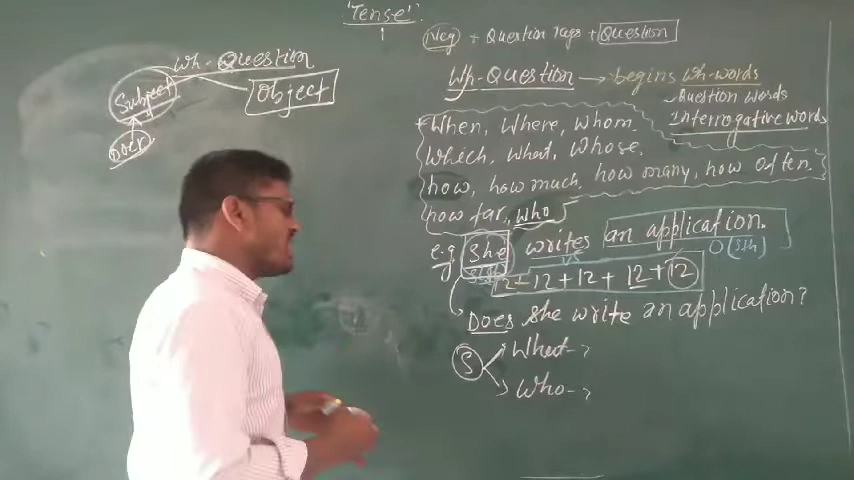 'Tense'
Neg + Question Tags + Question
Wh-Question
Subject
Object
Doer
Wh-Question → begins wh-words
Question words
Interrogative words
When, Where, whom.
which, what, whose.
how, how much, how many, how often.
how far, who
e.g. She writes an application.
12 + 12 + 12 + 12 + 12
Does she write an application?
S
What-?
Who-?